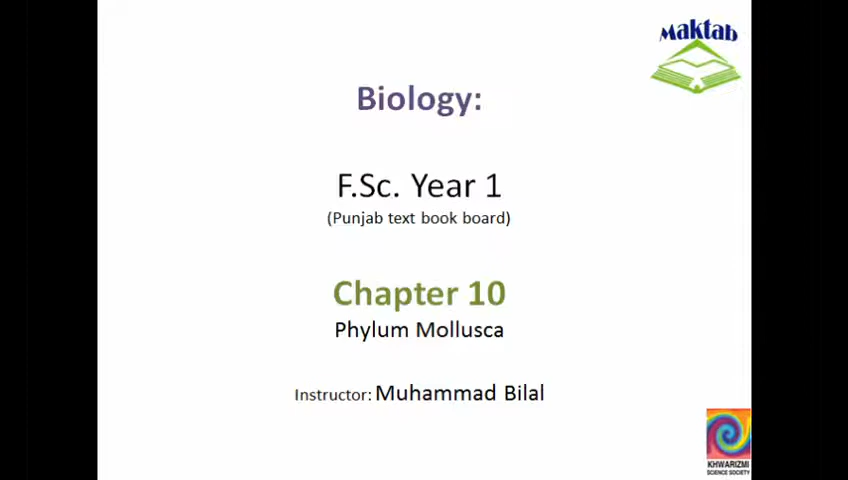 Maktab
Biology:
F.Sc. Year 1
(Punjab text book board)
Chapter 10
Phylum Mollusca
Instructor: Muhammad Bilal
KHWARIZMI
SCIENCE SOCIETY